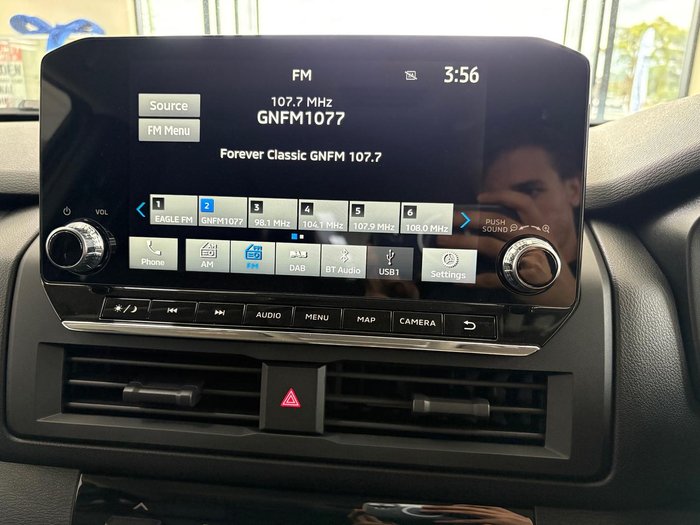 FM
3:56
107.7 MHz
GNFM1077
Source
FM Menu
Forever Classic GNFM 107.7
1 2 3 4 5 6
EAGLE FM GNFM1077 98.1 MHz 104.1 MHz 107.9 MHz 108.0 MHz
VOL
PUSH
SOUND
Phone AM FM DAB BT Audio USB1 Settings
AUDIO MENU MAP CAMERA